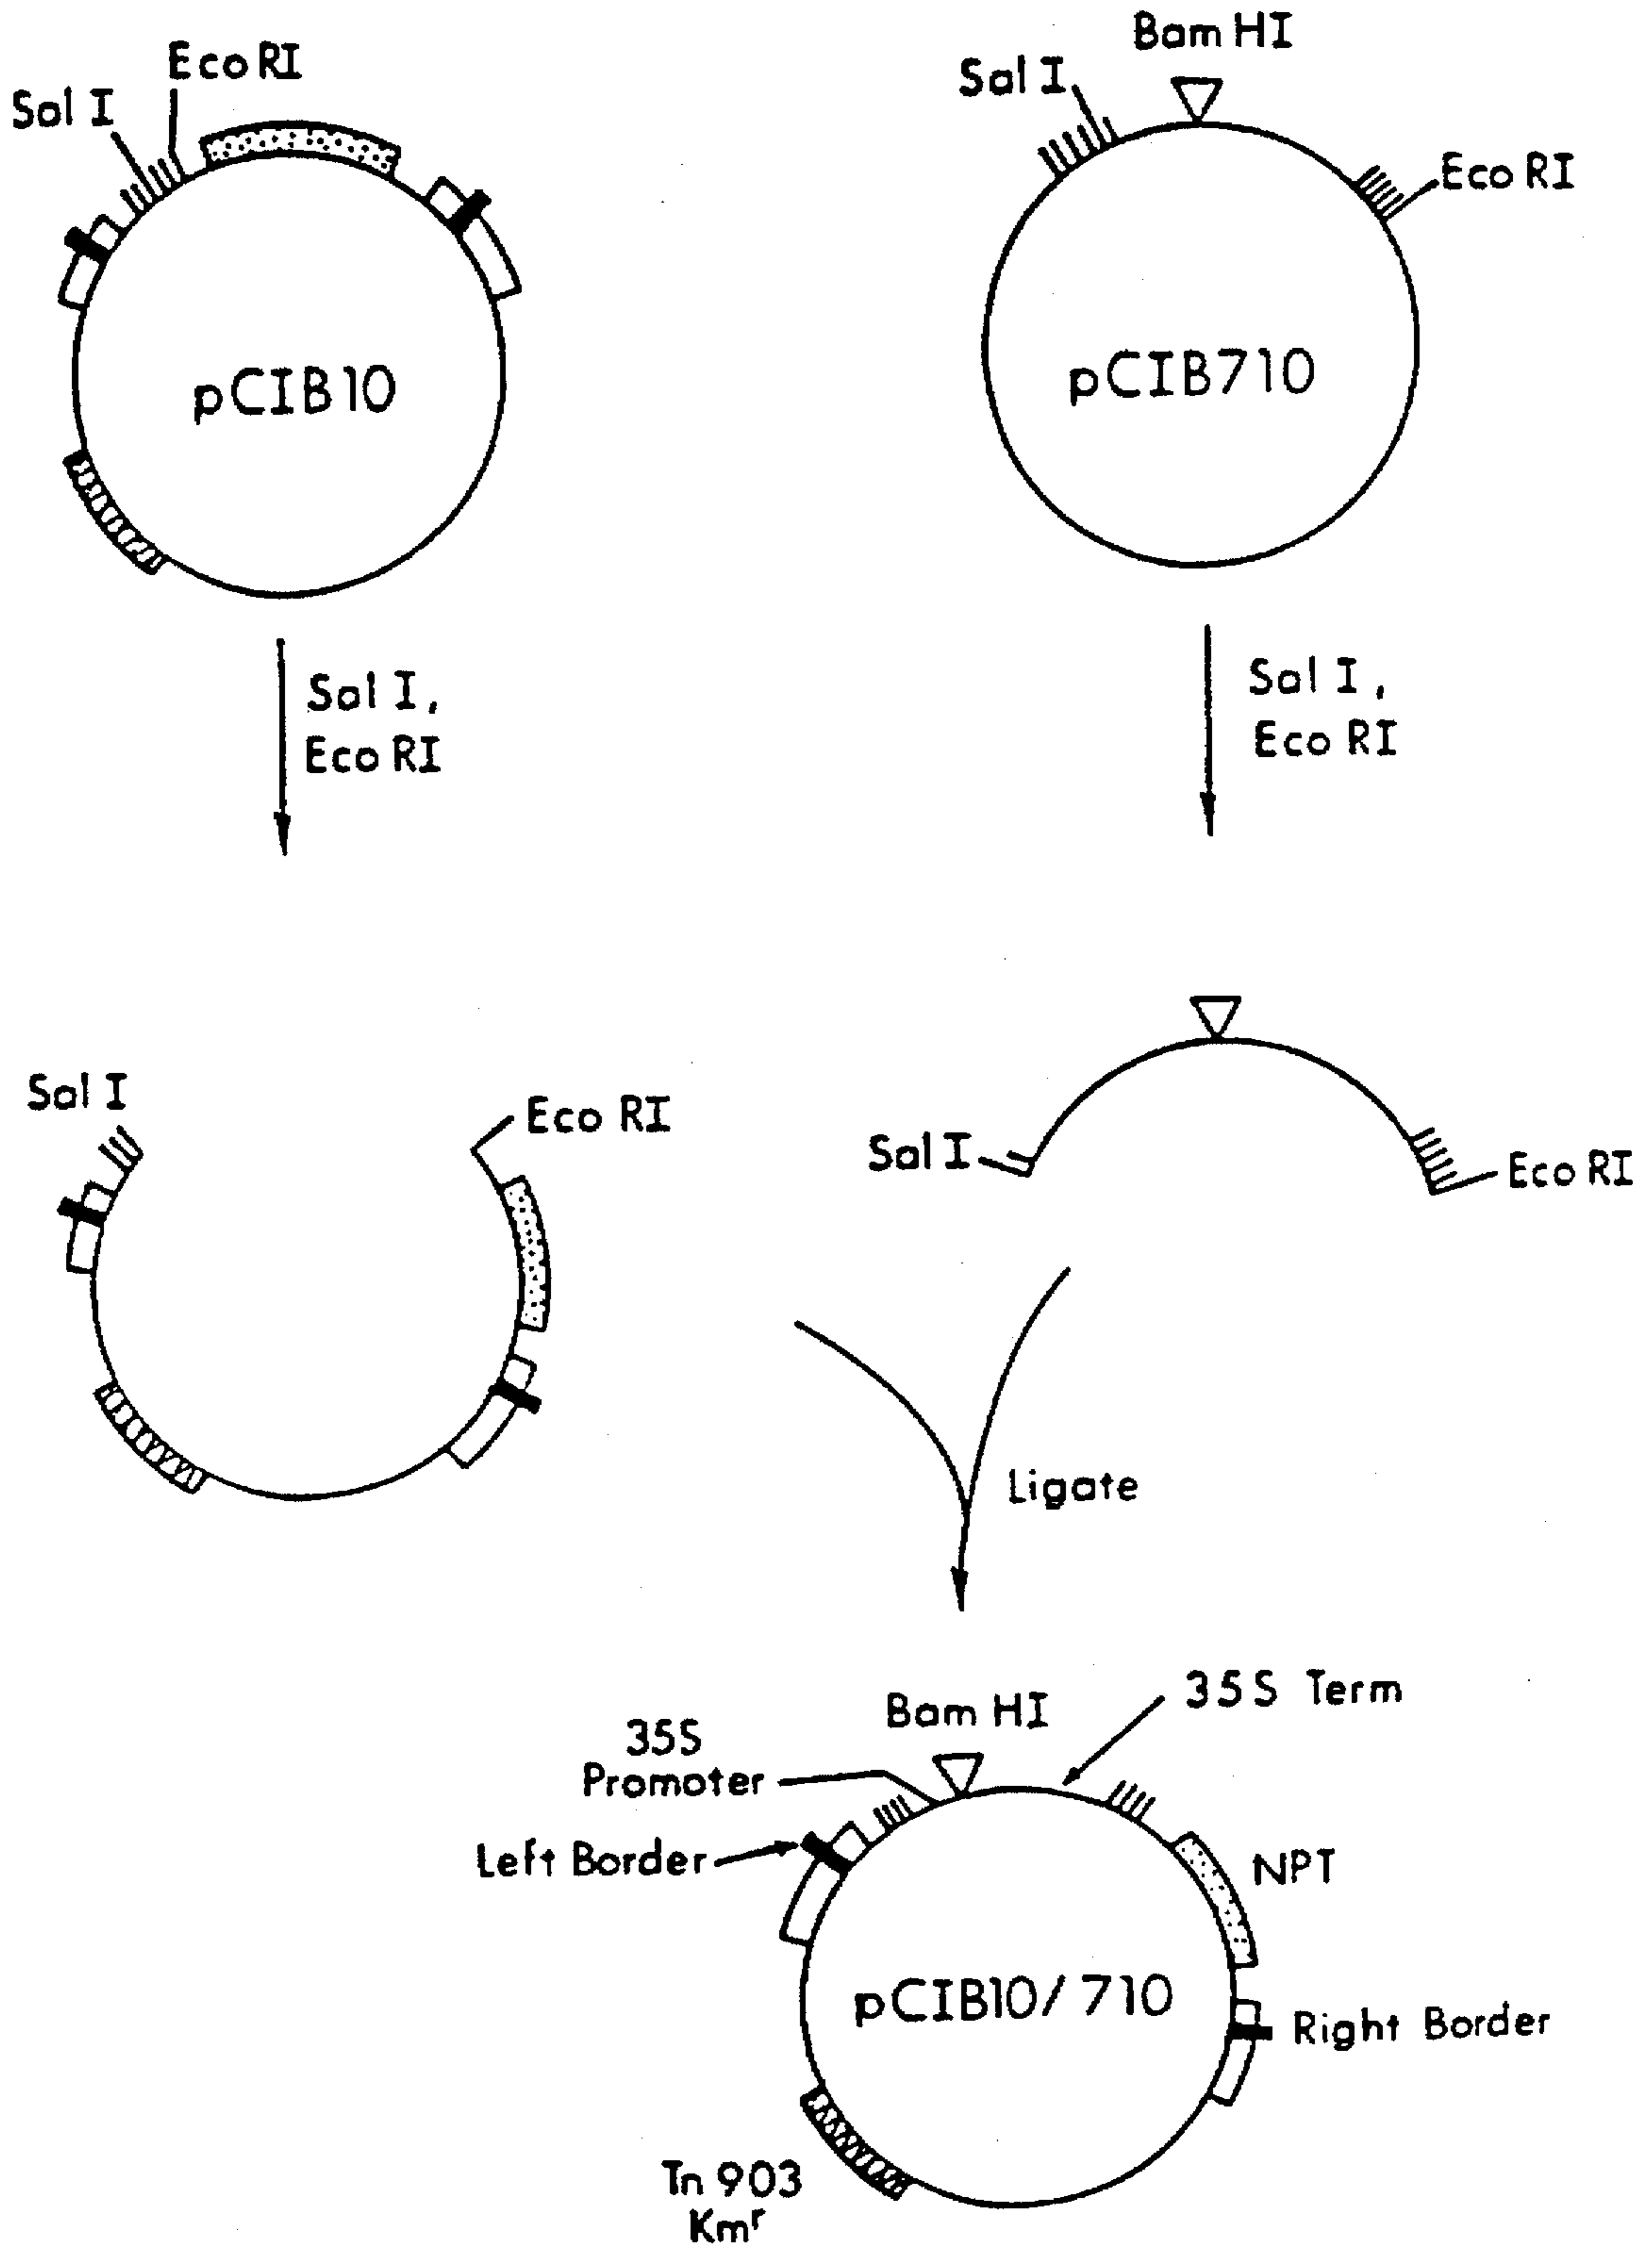 Eco RI
Sal I
Bam HI
Sal I
Eco RI
pCIB10
pCIB710
Sal I,
Eco RI
Sal I,
Eco RI
Sal I
Eco RI
Sal I
Eco RI
Ligate
35S Term
Bam HI
35S
Promoter
Left Border
NPT
pCIB10/710
Right Border
Tn 903
Kmʳ